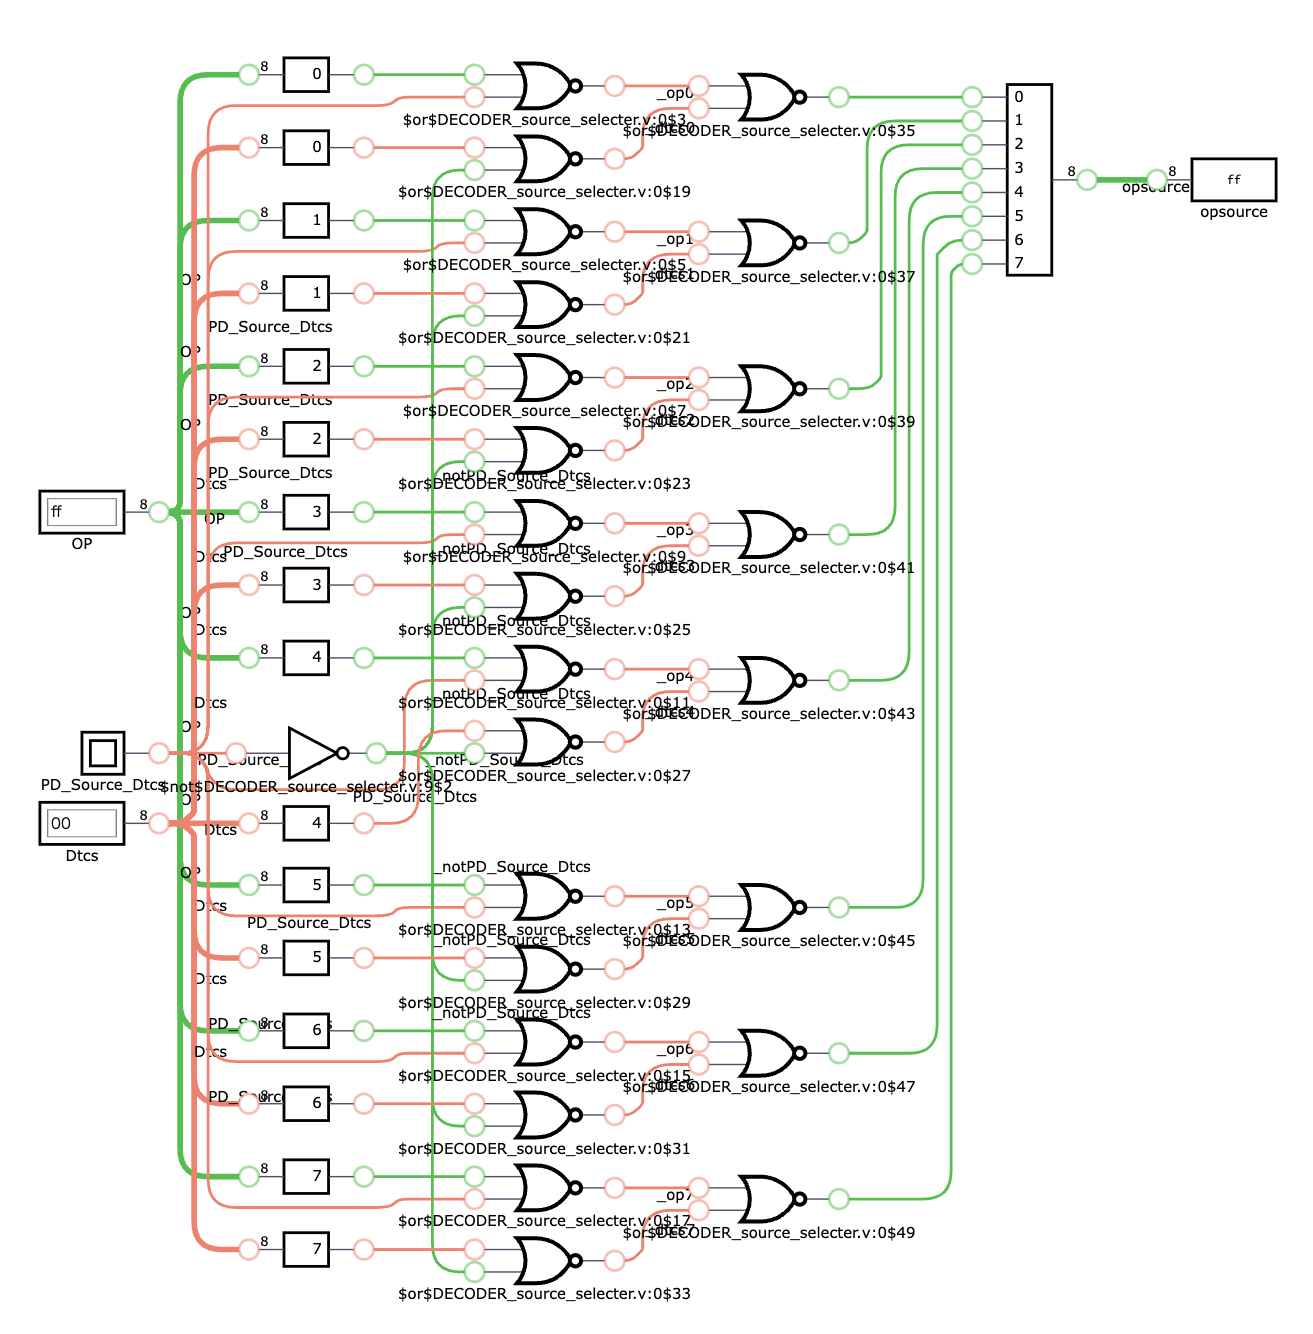 8 0
0
_op0
1
$or$DECODER_source_selecter.v:0$3
dtcs0
$or$DECODER_source_selecter.v:0$35
8 0
2
3
8 8 ff
opsource
$or$DECODER_source_selecter.v:0$19
4
opsource
8 1
5
_op1
6
$or$DECODER_source_selecter.v:0$5
7
dtcs1
$or$DECODER_source_selecter.v:0$37
OP
8 1
PD_Source_Dtcs
$or$DECODER_source_selecter.v:0$21
OP
8 2
_op2
PD_Source_Dtcs
$or$DECODER_source_selecter.v:0$7
$or$DECODER_source_selecter.v:0$39
OP
8 2
PD_Source_Dtcs
_notPD_Source_Dtcs
Dtcs
$or$DECODER_source_selecter.v:0$23
ff 8
8 3
OP
OP
_op3
PD_Source_Dtcs
_notPD_Source_Dtcs
Dtcs
$or$DECODER_source_selecter.v:0$9
$or$DECODER_source_selecter.v:0$41
8 3
OP
_notPD_Source_Dtcs
Dtcs
$or$DECODER_source_selecter.v:0$25
8 4
_op4
_notPD_Source_Dtcs
Dtcs
$or$DECODER_source_selecter.v:0$11
dtcs4
$or$DECODER_source_selecter.v:0$43
OP
PD_Source_Dtcs
_notPD_Source_Dtcs
$or$DECODER_source_selecter.v:0$27
PD_Source_Dtcs
$not$DECODER_source_selecter.v:9$2
PD_Source_Dtcs
OP
00 8
8 4
Dtcs
Dtcs
_notPD_Source_Dtcs
OP
8 5
_op5
Dtcs
PD_Source_Dtcs
$or$DECODER_source_selecter.v:0$13
_notPD_Source_Dtcs
dtcs5
$or$DECODER_source_selecter.v:0$45
8 5
Dtcs
$or$DECODER_source_selecter.v:0$29
_notPD_Source_Dtcs
PD_Source_Dtcs
8 6
_op6
Dtcs
$or$DECODER_source_selecter.v:0$15
dtcs6
$or$DECODER_source_selecter.v:0$47
PD_Source_Dtcs
8 6
$or$DECODER_source_selecter.v:0$31
8 7
_op7
$or$DECODER_source_selecter.v:0$17
dtcs7
$or$DECODER_source_selecter.v:0$49
8 7
$or$DECODER_source_selecter.v:0$33